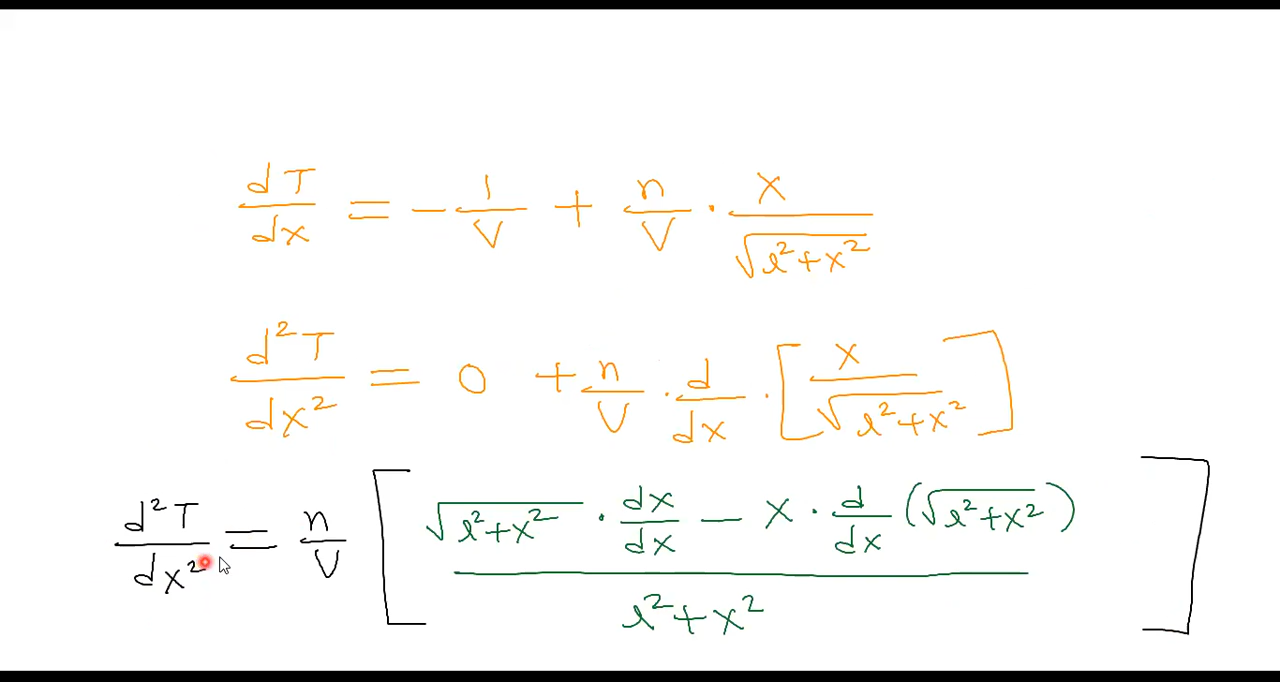 dT/dx = - 1/V + n/V · x/√(l²+x²)
d²T/dx² = 0 + n/V · d/dx · [x/√(l²+x²)]
d²T/dx² = n/V [(√(l²+x²) · dx/dx - x · d/dx (√(l²+x²)))/(l²+x²)]